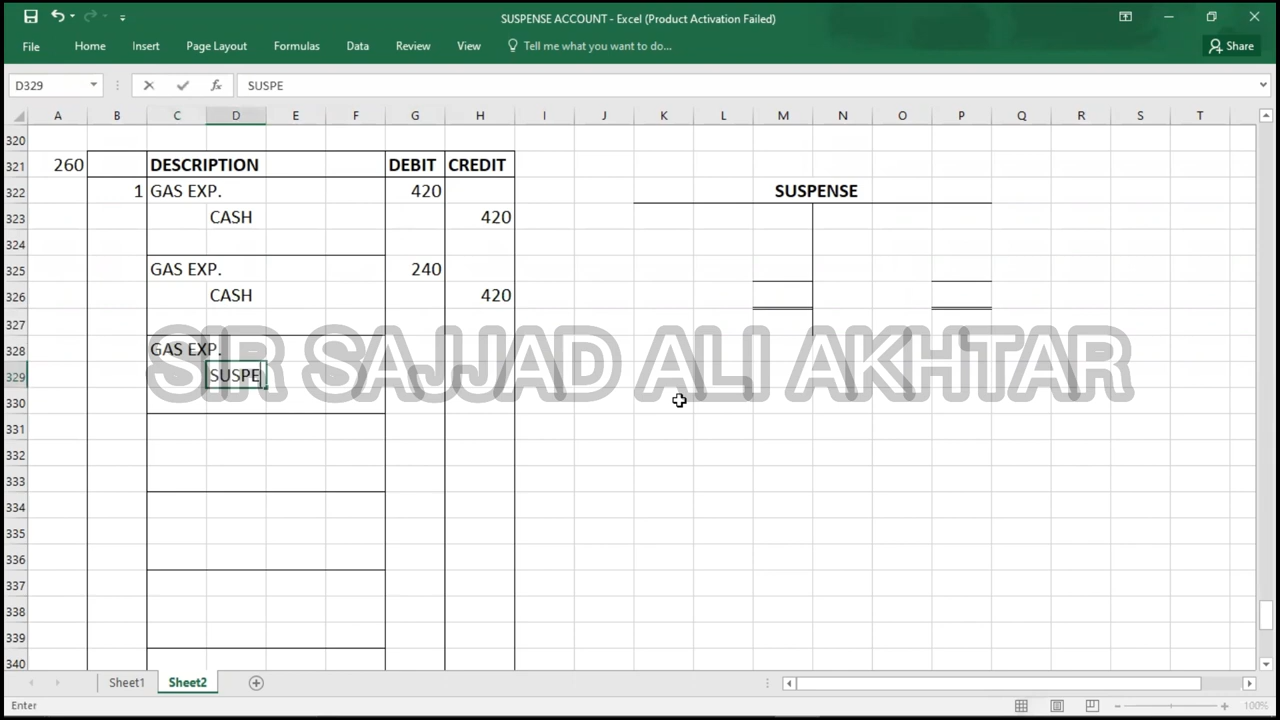 SUSPENSE ACCOUNT - Excel (Product Activation Failed)
File Home Insert Page Layout Formulas Data Review View Tell me what you want to do... Share
D329 fx SUSPE
A B C D E F G H I J K L M N O P Q R S T
320
321 260 DESCRIPTION DEBIT CREDIT
322 1 GAS EXP. 420 SUSPENSE
323 CASH 420
324
325 GAS EXP. 240
326 CASH 420
327
328 GAS EXP.
SIR SAJJAD ALI AKHTAR
329 SUSPE
330
331
332
333
334
335
336
337
338
339
340
Sheet1 Sheet2
Enter 100%